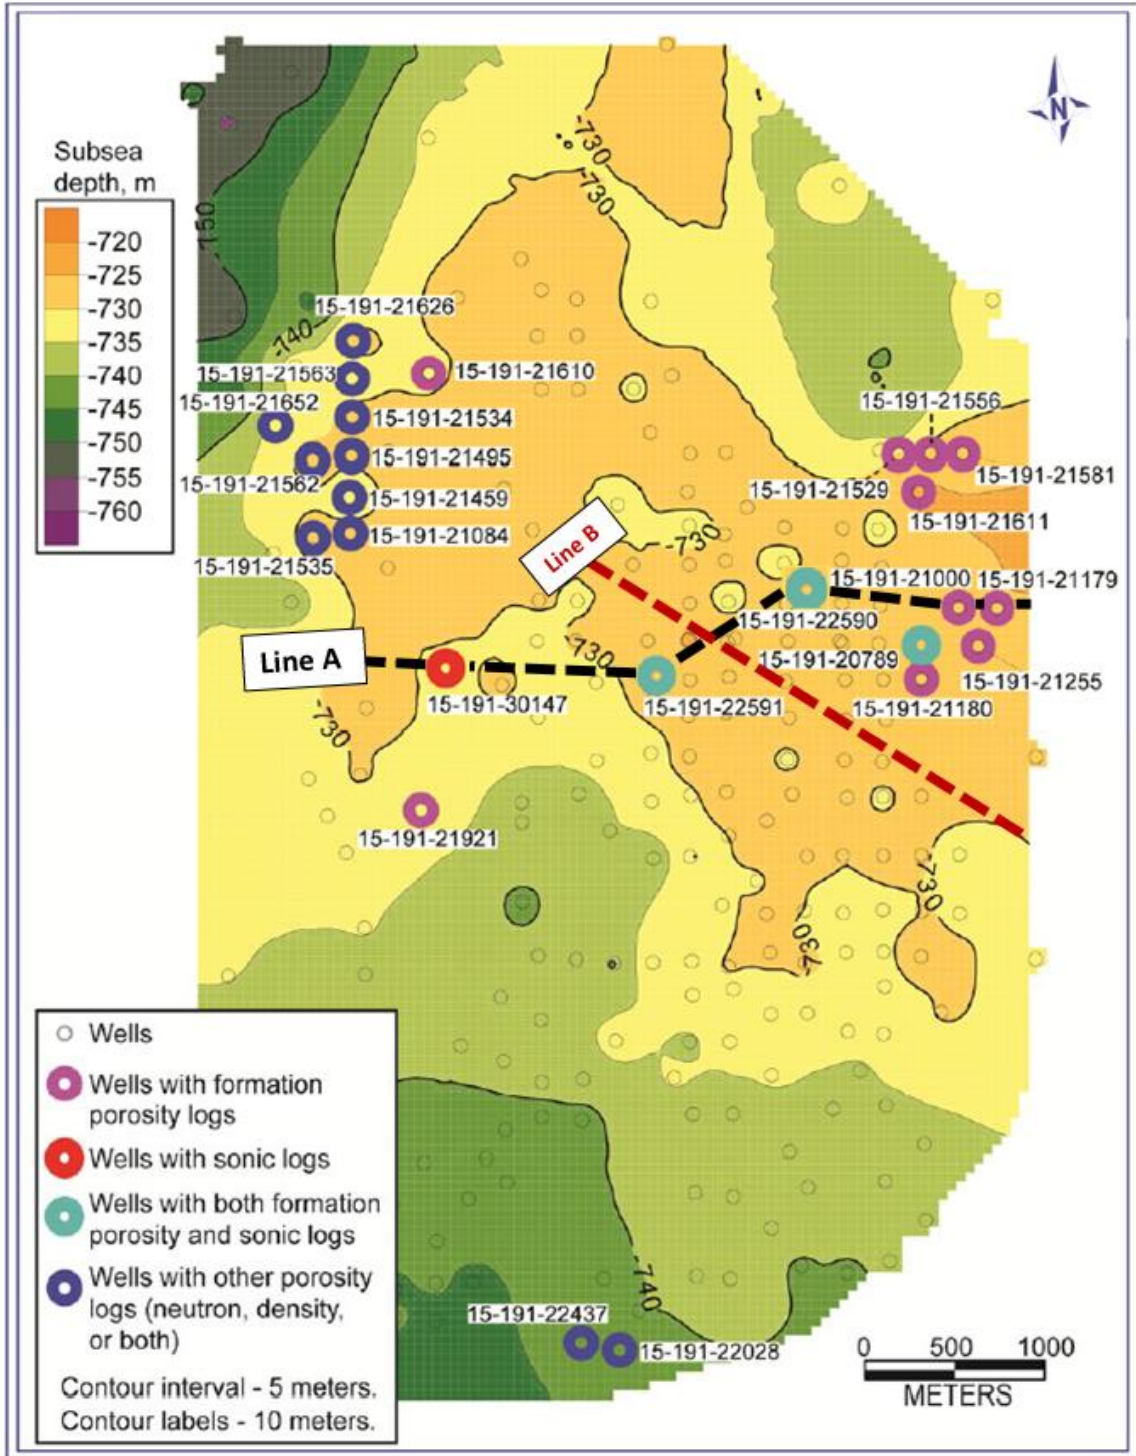 N
-730
-730
Subsea
depth, m
-720
-725
-730
-735
-740
-745
-750
-755
-760
-150
15-191-21626
-740
15-191-21563
15-191-21610
15-191-21652
15-191-21534
15-191-21556
15-191-21495
15-191-21581
15-191-21562
15-191-21459
15-191-21529
15-191-21611
15-191-21084
15-191-21535
Line B
-730
15-191-21000
15-191-21179
15-191-22590
Line A
-730
15-191-20789
15-191-21255
15-191-30147
15-191-22591
15-191-21180
-730
15-191-21921
-730
-730
Wells
Wells with formation
porosity logs
Wells with sonic logs
Wells with both formation
porosity and sonic logs
Wells with other porosity
logs (neutron, density,
or both)
Contour interval - 5 meters.
Contour labels - 10 meters.
-740
15-191-22437
15-191-22028
0 500 1000
METERS